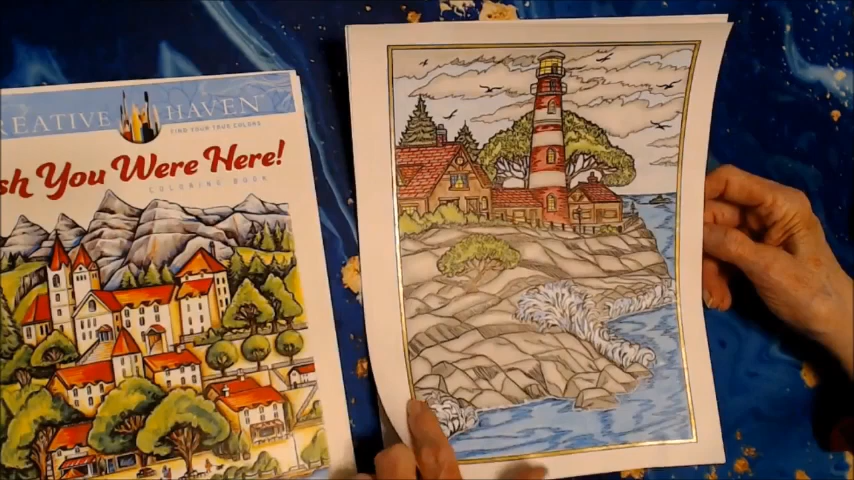 REATIVE HAVEN
FIND YOUR TRUE COLORS
sh You Were Here!
COLORING BOOK